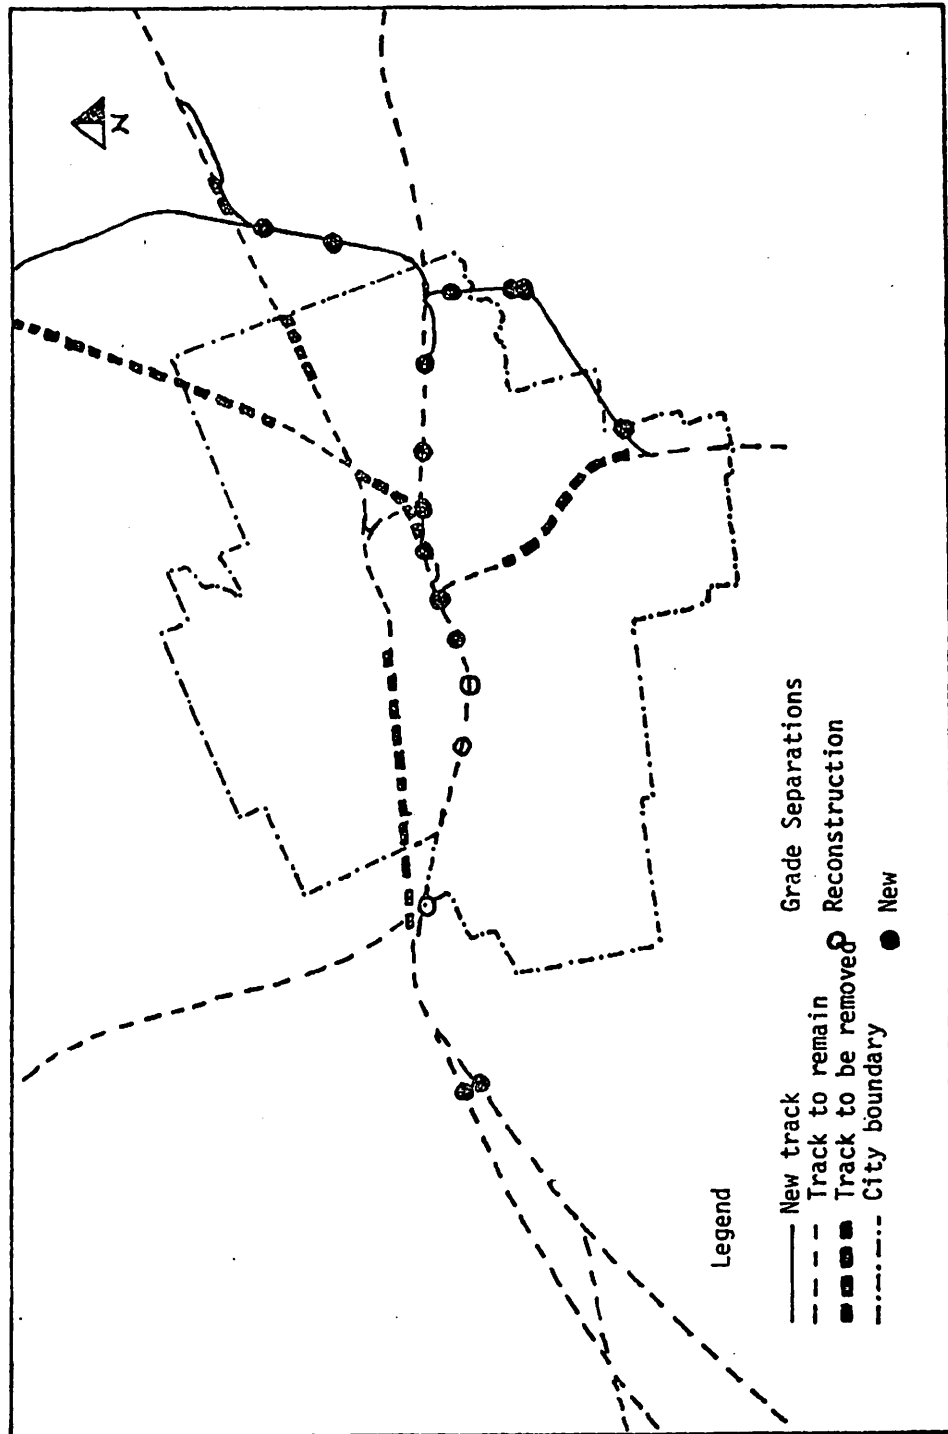 N
Legend
New track
Track to remain
Track to be removed
City boundary
Grade Separations
Reconstruction
New